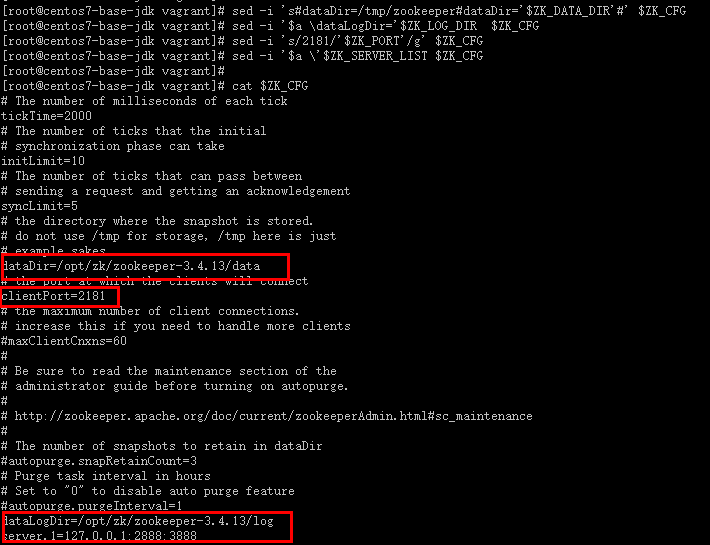 [root@centos7-base-jdk vagrant]# sed -i 's#dataDir=/tmp/zookeeper#dataDir='$ZK_DATA_DIR'#' $ZK_CFG
[root@centos7-base-jdk vagrant]# sed -i '$a \dataLogDir='$ZK_LOG_DIR  $ZK_CFG
[root@centos7-base-jdk vagrant]# sed -i 's/2181/'$ZK_PORT'/g' $ZK_CFG
[root@centos7-base-jdk vagrant]# sed -i '$a \'$ZK_SERVER_LIST $ZK_CFG
[root@centos7-base-jdk vagrant]#
[root@centos7-base-jdk vagrant]# cat $ZK_CFG
# The number of milliseconds of each tick
tickTime=2000
# The number of ticks that the initial
# synchronization phase can take
initLimit=10
# The number of ticks that can pass between
# sending a request and getting an acknowledgement
syncLimit=5
# the directory where the snapshot is stored.
# do not use /tmp for storage, /tmp here is just
# example sakes
dataDir=/opt/zk/zookeeper-3.4.13/data
# the port at which the clients will connect
clientPort=2181
# the maximum number of client connections.
# increase this if you need to handle more clients
#maxClientCnxns=60
#
# Be sure to read the maintenance section of the
# administrator guide before turning on autopurge.
#
# http://zookeeper.apache.org/doc/current/zookeeperAdmin.html#sc_maintenance
#
# The number of snapshots to retain in dataDir
#autopurge.snapRetainCount=3
# Purge task interval in hours
# Set to "0" to disable auto purge feature
#autopurge.purgeInterval=1
dataLogDir=/opt/zk/zookeeper-3.4.13/log
server.1=127.0.0.1:2888:3888